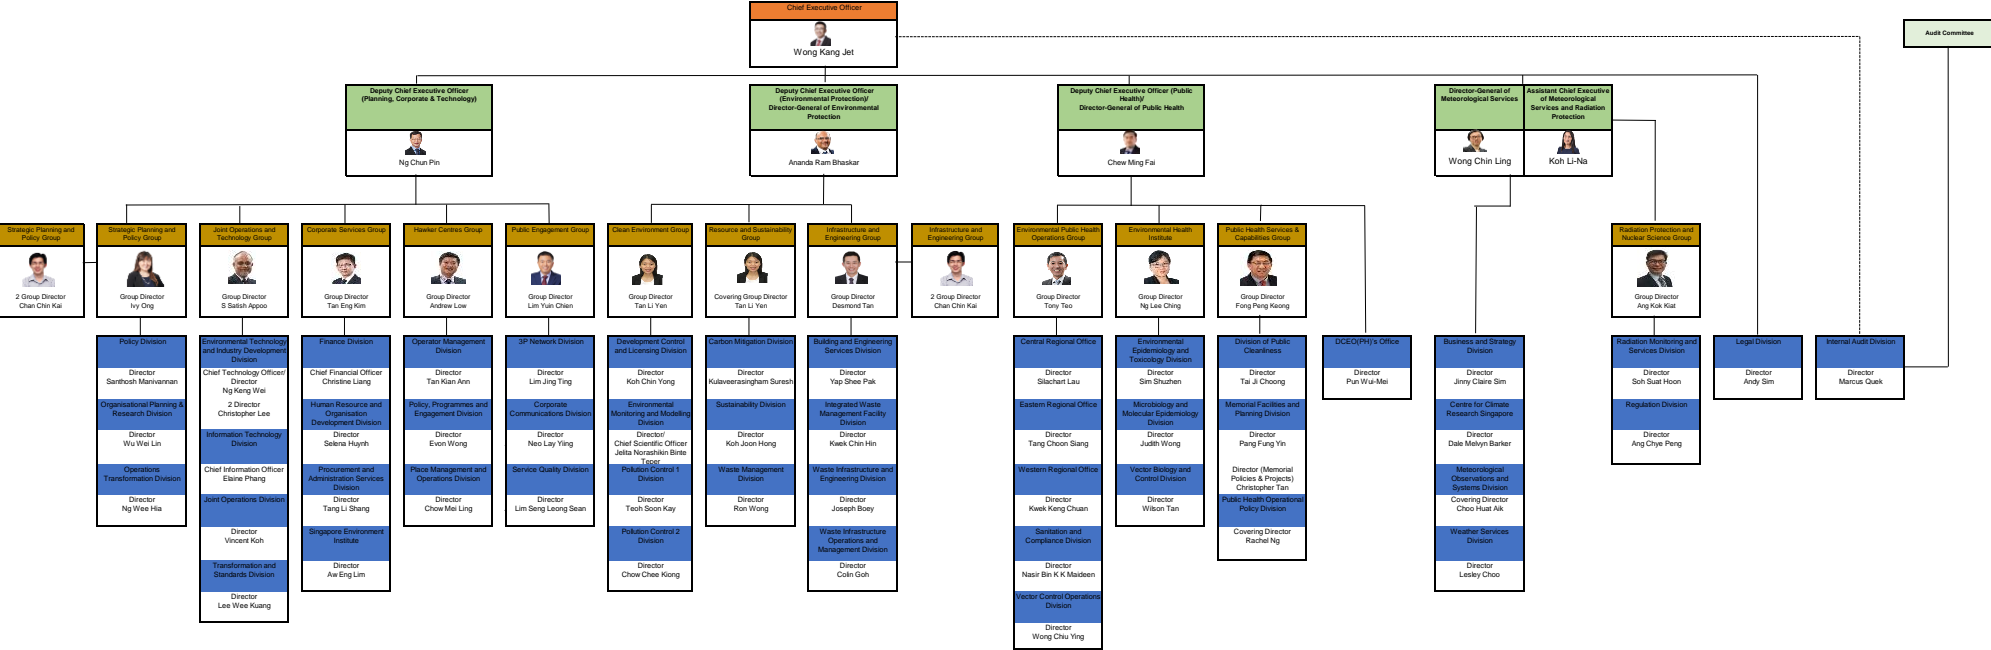 Chief Executive Officer
Wong Kang Jet
Audit Committee
Deputy Chief Executive Officer
(Planning, Corporate & Technology)
Ng Chun Pin
Deputy Chief Executive Officer
(Environmental Protection)/
Director-General of Environmental
Protection
Ananda Ram Bhaskar
Deputy Chief Executive Officer (Public
Health)/
Director-General of Public Health
Chew Ming Fai
Director-General of
Meteorological Services
Wong Chin Ling
Assistant Chief Executive
of Meteorological
Services and Radiation
Protection
Koh Li-Na
Strategic Planning and
Policy Group
2 Group Director
Chan Chin Kai
Strategic Planning and
Policy Group
Group Director
Ivy Ong
Joint Operations and
Technology Group
Group Director
S Satish Appoo
Corporate Services Group
Group Director
Tan Eng Kim
Hawker Centres Group
Group Director
Andrew Low
Public Engagement Group
Group Director
Lim Yuin Chien
Clean Environment Group
Group Director
Tan Li Yen
Resource and Sustainability
Group
Covering Group Director
Tan Li Yen
Infrastructure and
Engineering Group
Group Director
Desmond Tan
Infrastructure and
Engineering Group
2 Group Director
Chan Chin Kai
Environmental Public Health
Operations Group
Group Director
Tony Teo
Environmental Health
Institute
Group Director
Ng Lee Ching
Public Health Services &
Capabilities Group
Group Director
Fong Peng Keong
Radiation Protection and
Nuclear Science Group
Group Director
Ang Kok Kiat
Policy Division
Director
Santhosh Manivannan
Organisational Planning &
Research Division
Director
Wu Wei Lin
Operations
Transformation Division
Director
Ng Wee Hia
Environmental Technology
and Industry Development
Division
Chief Technology Officer/
Director
Ng Keng Wei
2 Director
Christopher Lee
Information Technology
Division
Chief Information Officer
Elaine Phang
Joint Operations Division
Director
Vincent Koh
Transformation and
Standards Division
Director
Lee Wee Kuang
Finance Division
Chief Financial Officer
Christine Liang
Human Resource and
Organisation
Development Division
Director
Selena Huynh
Procurement and
Administration Services
Division
Director
Tang Li Shang
Singapore Environment
Institute
Director
Aw Eng Lim
Operator Management
Division
Director
Tan Kian Ann
Policy, Programmes and
Engagement Division
Director
Evon Wong
Place Management and
Operations Division
Director
Chow Mei Ling
3P Network Division
Director
Lim Jing Ting
Corporate
Communications Division
Director
Neo Lay Yiing
Service Quality Division
Director
Lim Seng Leong Sean
Development Control
and Licensing Division
Director
Koh Chin Yong
Environmental
Monitoring and Modelling
Division
Director/
Chief Scientific Officer
Jelita Norashikin Binte
Teper
Pollution Control 1
Division
Director
Teoh Soon Kay
Pollution Control 2
Division
Director
Chow Chee Kiong
Carbon Mitigation Division
Director
Kulaveerasingham Suresh
Sustainability Division
Director
Koh Joon Hong
Waste Management
Division
Director
Ron Wong
Building and Engineering
Services Division
Director
Yap Shee Pak
Integrated Waste
Management Facility
Division
Director
Kwek Chin Hin
Waste Infrastructure and
Engineering Division
Director
Joseph Boey
Waste Infrastructure
Operations and
Management Division
Director
Colin Goh
Central Regional Office
Director
Silachart Lau
Eastern Regional Office
Director
Tang Choon Siang
Western Regional Office
Director
Kwek Keng Chuan
Sanitation and
Compliance Division
Director
Nasir Bin K K Maideen
Vector Control Operations
Division
Director
Wong Chiu Ying
Environmental
Epidemiology and
Toxicology Division
Director
Sim Shuzhen
Microbiology and
Molecular Epidemiology
Division
Director
Judith Wong
Vector Biology and
Control Division
Director
Wilson Tan
Division of Public
Cleanliness
Director
Tai Ji Choong
Memorial Facilities and
Planning Division
Director
Pang Fung Yin
Director (Memorial
Policies & Projects)
Christopher Tan
Public Health Operational
Policy Division
Covering Director
Rachel Ng
DCEO(PH)'s Office
Director
Pun Wui-Mei
Business and Strategy
Division
Director
Jinny Claire Sim
Centre for Climate
Research Singapore
Director
Dale Melvyn Barker
Meteorological
Observations and
Systems Division
Covering Director
Choo Huat Aik
Weather Services
Division
Director
Lesley Choo
Radiation Monitoring and
Services Division
Director
Soh Suat Hoon
Regulation Division
Director
Ang Chye Peng
Legal Division
Director
Andy Sim
Internal Audit Division
Director
Marcus Quek